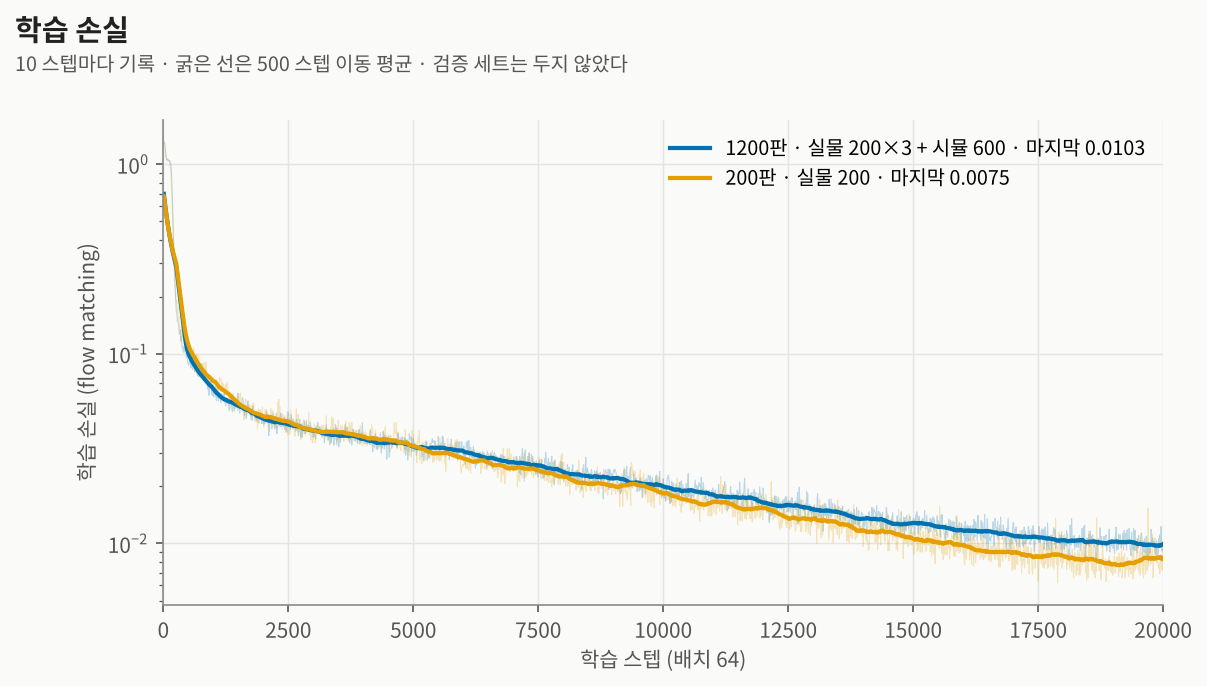 학습 손실
10 스텝마다 기록 · 굵은 선은 500 스텝 이동 평균 · 검증 세트는 두지 않았다
1200판 · 실물 200×3 + 시뮬 600 · 마지막 0.0103
200판 · 실물 200 · 마지막 0.0075
학습 손실 (flow matching)
10⁰
10⁻¹
10⁻²
0 2500 5000 7500 10000 12500 15000 17500 20000
학습 스텝 (배치 64)